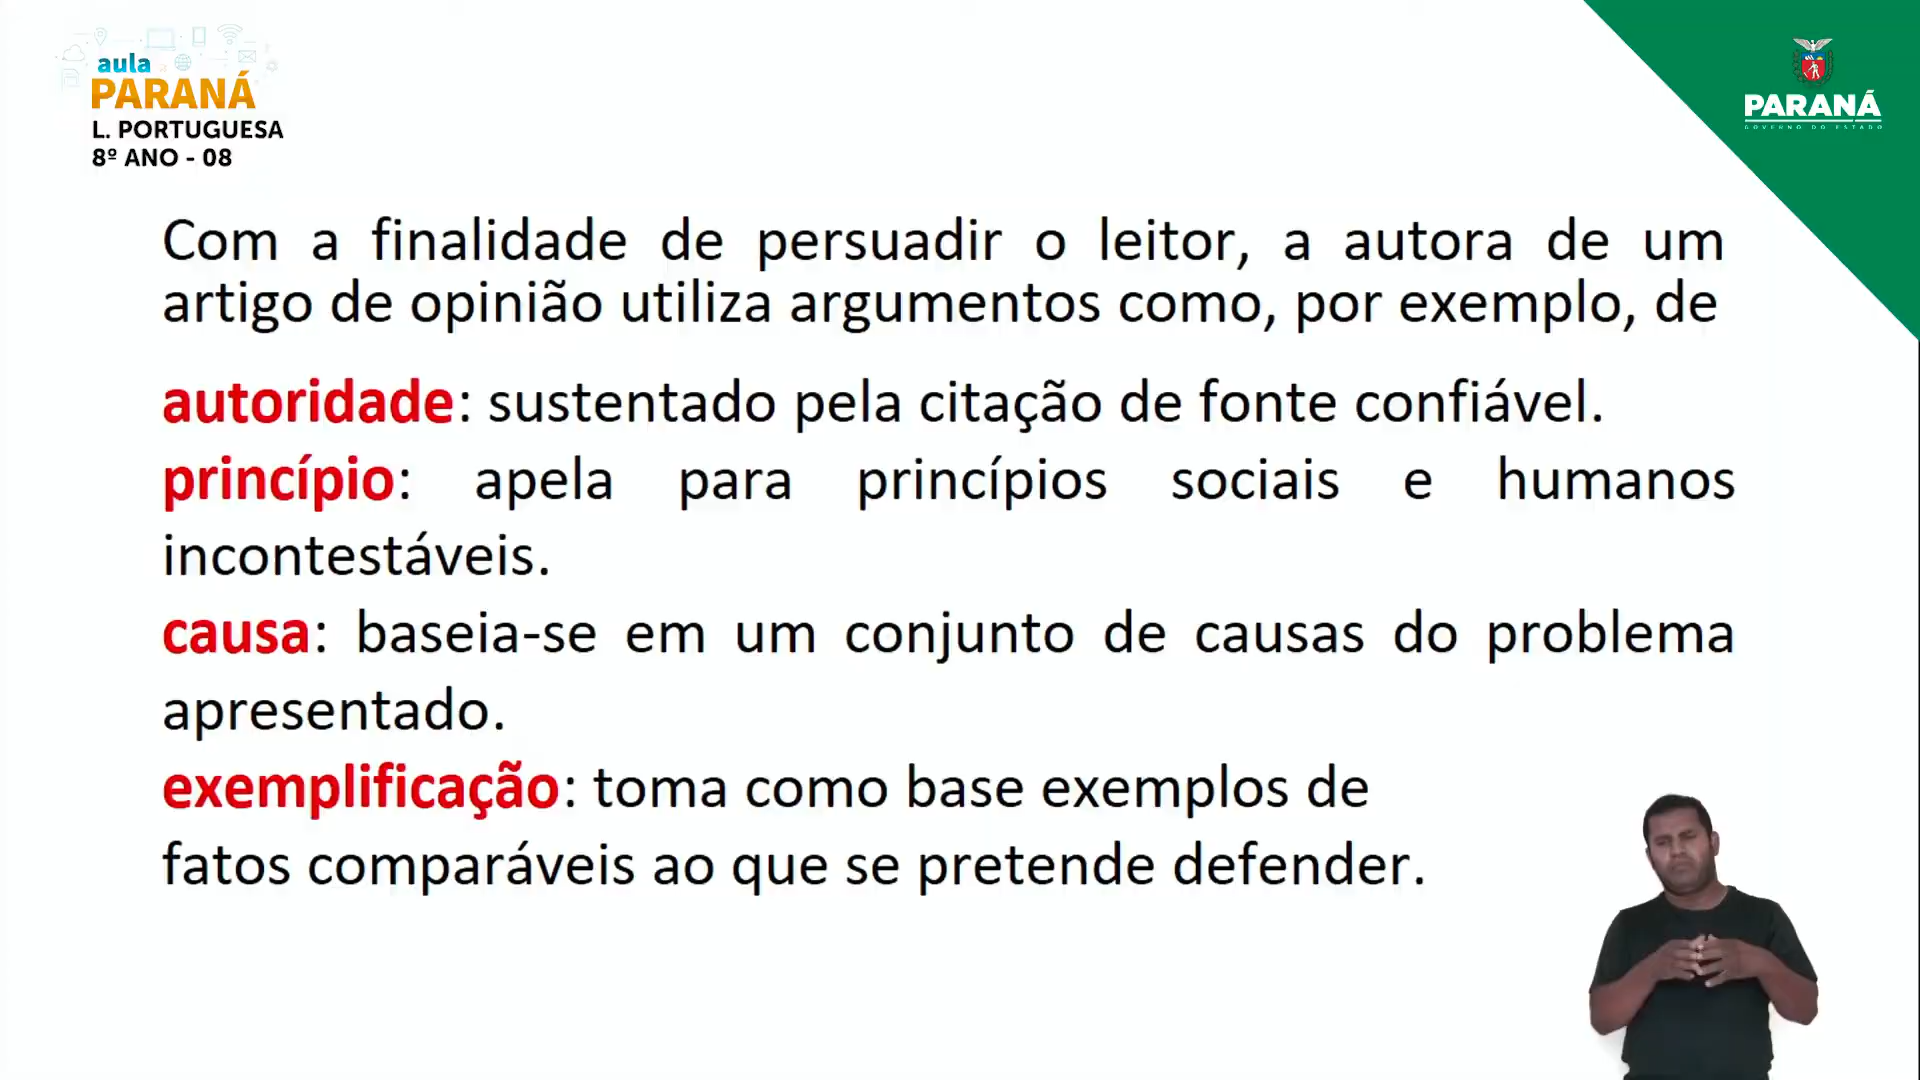 aula
PARANÁ
L. PORTUGUESA
8º ANO - 08
PARANÁ
GOVERNO DO ESTADO
Com a finalidade de persuadir o leitor, a autora de um
artigo de opinião utiliza argumentos como, por exemplo, de
autoridade: sustentado pela citação de fonte confiável.
princípio: apela para princípios sociais e humanos
incontestáveis.
causa: baseia-se em um conjunto de causas do problema
apresentado.
exemplificação: toma como base exemplos de
fatos comparáveis ao que se pretende defender.